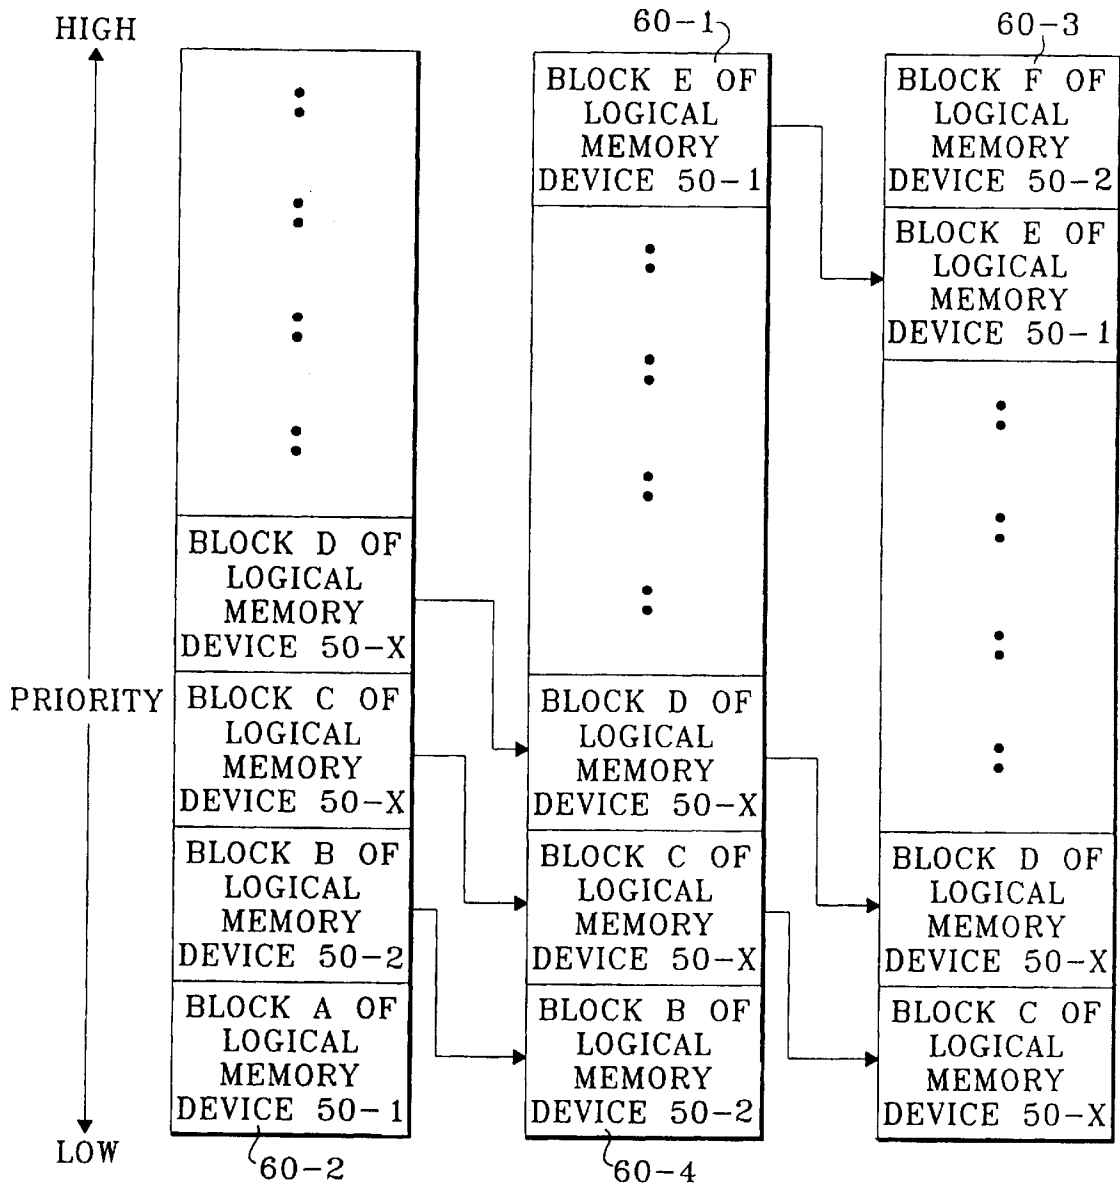 HIGH
PRIORITY
LOW
BLOCK D OF
LOGICAL
MEMORY
DEVICE 50-X
BLOCK C OF
LOGICAL
MEMORY
DEVICE 50-X
BLOCK B OF
LOGICAL
MEMORY
DEVICE 50-2
BLOCK A OF
LOGICAL
MEMORY
DEVICE 50-1
60-2
60-1
BLOCK E OF
LOGICAL
MEMORY
DEVICE 50-1
BLOCK D OF
LOGICAL
MEMORY
DEVICE 50-X
BLOCK C OF
LOGICAL
MEMORY
DEVICE 50-X
BLOCK B OF
LOGICAL
MEMORY
DEVICE 50-2
60-4
60-3
BLOCK F OF
LOGICAL
MEMORY
DEVICE 50-2
BLOCK E OF
LOGICAL
MEMORY
DEVICE 50-1
BLOCK D OF
LOGICAL
MEMORY
DEVICE 50-X
BLOCK C OF
LOGICAL
MEMORY
DEVICE 50-X